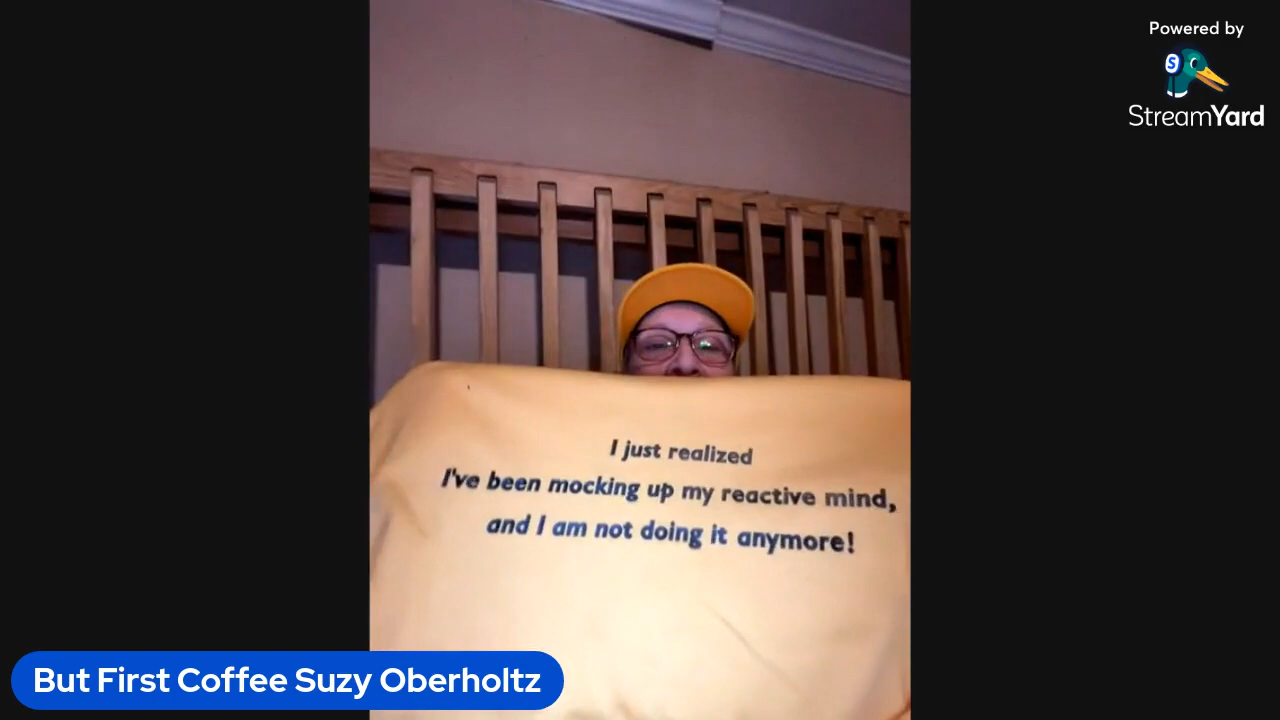 Powered by
S
StreamYard
I just realized
I've been mocking up my reactive mind,
and I am not doing it anymore!
But First Coffee Suzy Oberholtz